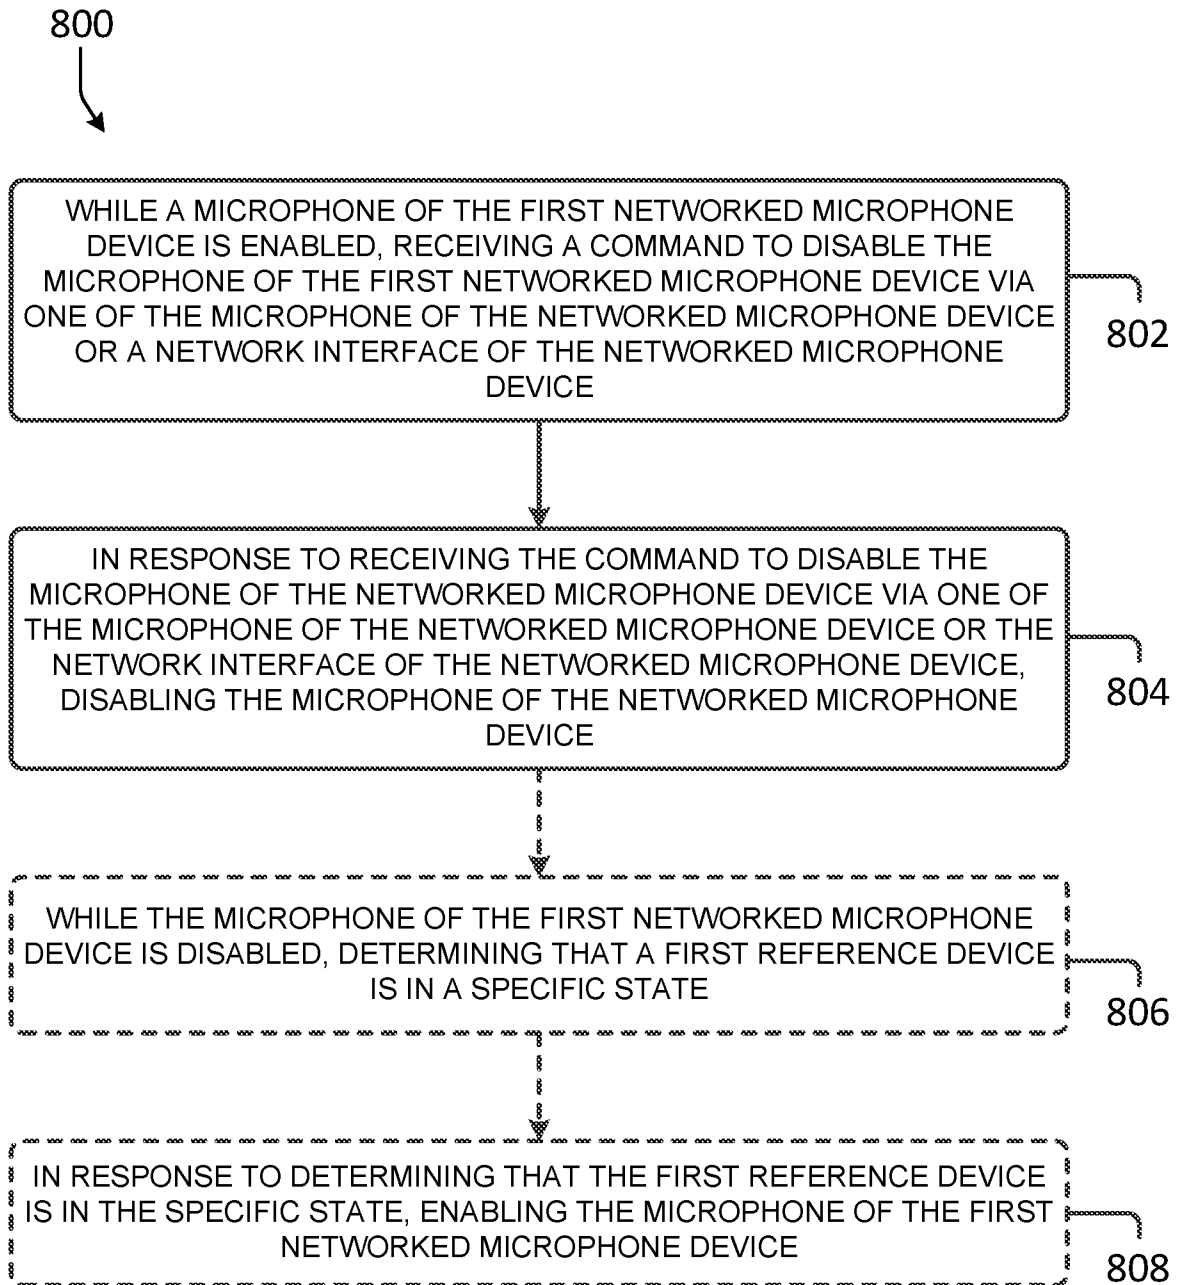 800
WHILE A MICROPHONE OF THE FIRST NETWORKED MICROPHONE
DEVICE IS ENABLED, RECEIVING A COMMAND TO DISABLE THE
MICROPHONE OF THE FIRST NETWORKED MICROPHONE DEVICE VIA
ONE OF THE MICROPHONE OF THE NETWORKED MICROPHONE DEVICE
OR A NETWORK INTERFACE OF THE NETWORKED MICROPHONE
DEVICE
802
IN RESPONSE TO RECEIVING THE COMMAND TO DISABLE THE
MICROPHONE OF THE NETWORKED MICROPHONE DEVICE VIA ONE OF
THE MICROPHONE OF THE NETWORKED MICROPHONE DEVICE OR THE
NETWORK INTERFACE OF THE NETWORKED MICROPHONE DEVICE,
DISABLING THE MICROPHONE OF THE NETWORKED MICROPHONE
DEVICE
804
WHILE THE MICROPHONE OF THE FIRST NETWORKED MICROPHONE
DEVICE IS DISABLED, DETERMINING THAT A FIRST REFERENCE DEVICE
IS IN A SPECIFIC STATE
806
IN RESPONSE TO DETERMINING THAT THE FIRST REFERENCE DEVICE
IS IN THE SPECIFIC STATE, ENABLING THE MICROPHONE OF THE FIRST
NETWORKED MICROPHONE DEVICE
808